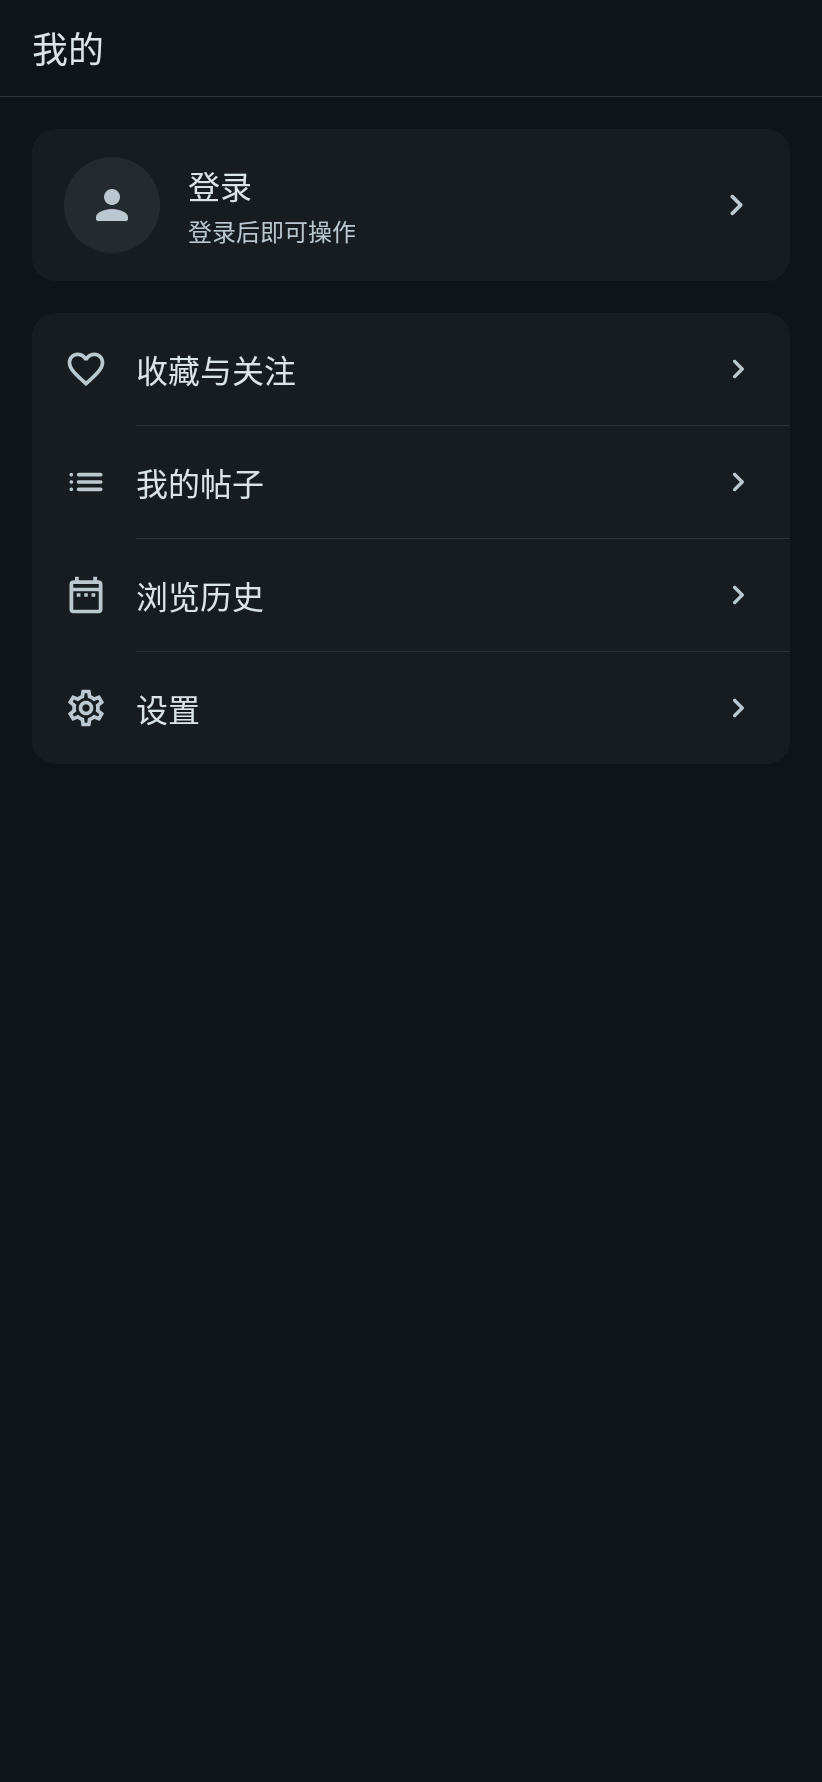 我的
登录
登录后即可操作
收藏与关注
我的帖子
浏览历史
设置